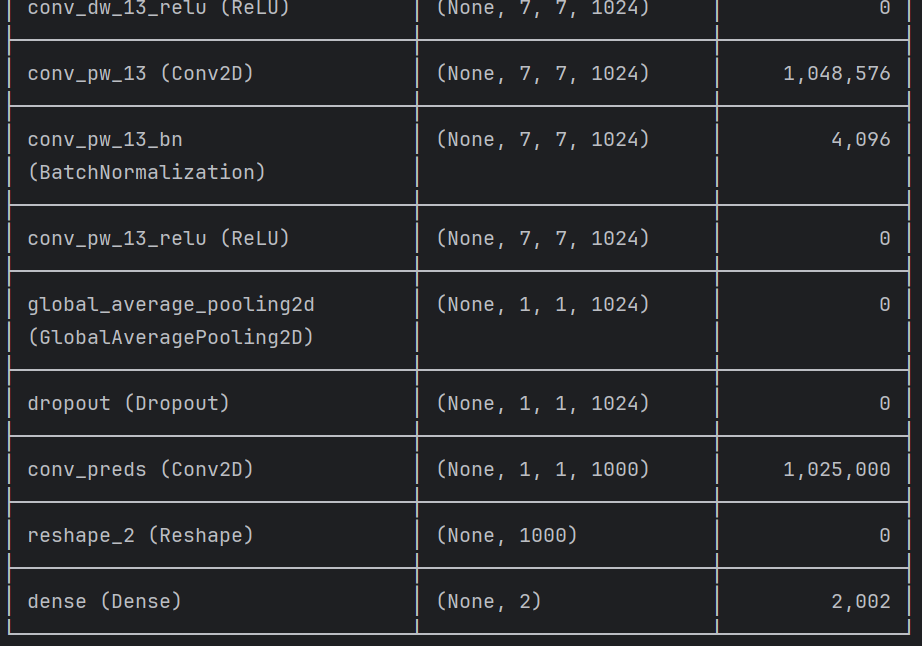 conv_dw_13_relu (ReLU) (None, 7, 7, 1024) 0
conv_pw_13 (Conv2D) (None, 7, 7, 1024) 1,048,576
conv_pw_13_bn (None, 7, 7, 1024) 4,096
(BatchNormalization)
conv_pw_13_relu (ReLU) (None, 7, 7, 1024) 0
global_average_pooling2d (None, 1, 1, 1024) 0
(GlobalAveragePooling2D)
dropout (Dropout) (None, 1, 1, 1024) 0
conv_preds (Conv2D) (None, 1, 1, 1000) 1,025,000
reshape_2 (Reshape) (None, 1000) 0
dense (Dense) (None, 2) 2,002